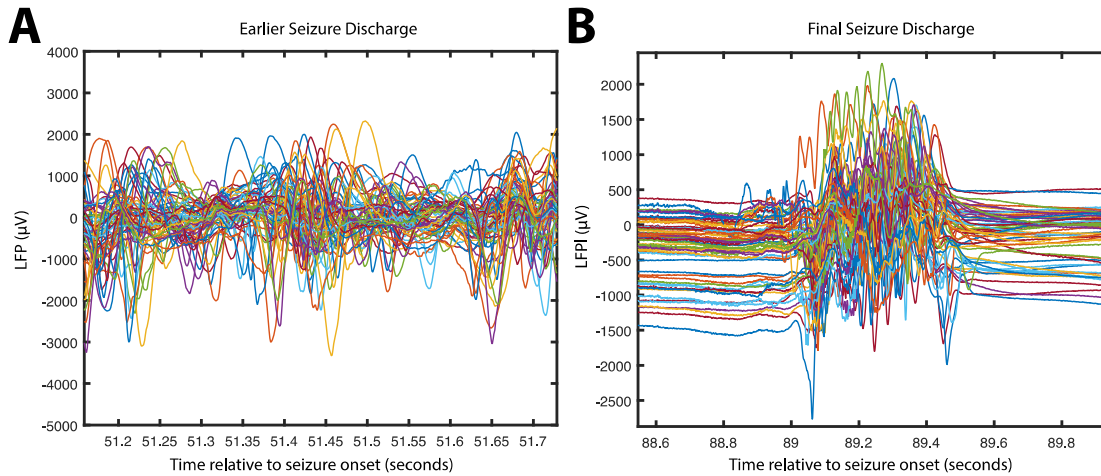 A
Earlier Seizure Discharge
4000
3000
2000
1000
0
-1000
-2000
-3000
-4000
-5000
LFP (µV)
51.2 51.25 51.3 51.35 51.4 51.45 51.5 51.55 51.6 51.65 51.7
Time relative to seizure onset (seconds)
B
Final Seizure Discharge
2000
1500
1000
500
0
-500
-1000
-1500
-2000
-2500
LFPl (µV)
88.6 88.8 89 89.2 89.4 89.6 89.8
Time relative to seizure onset (seconds)